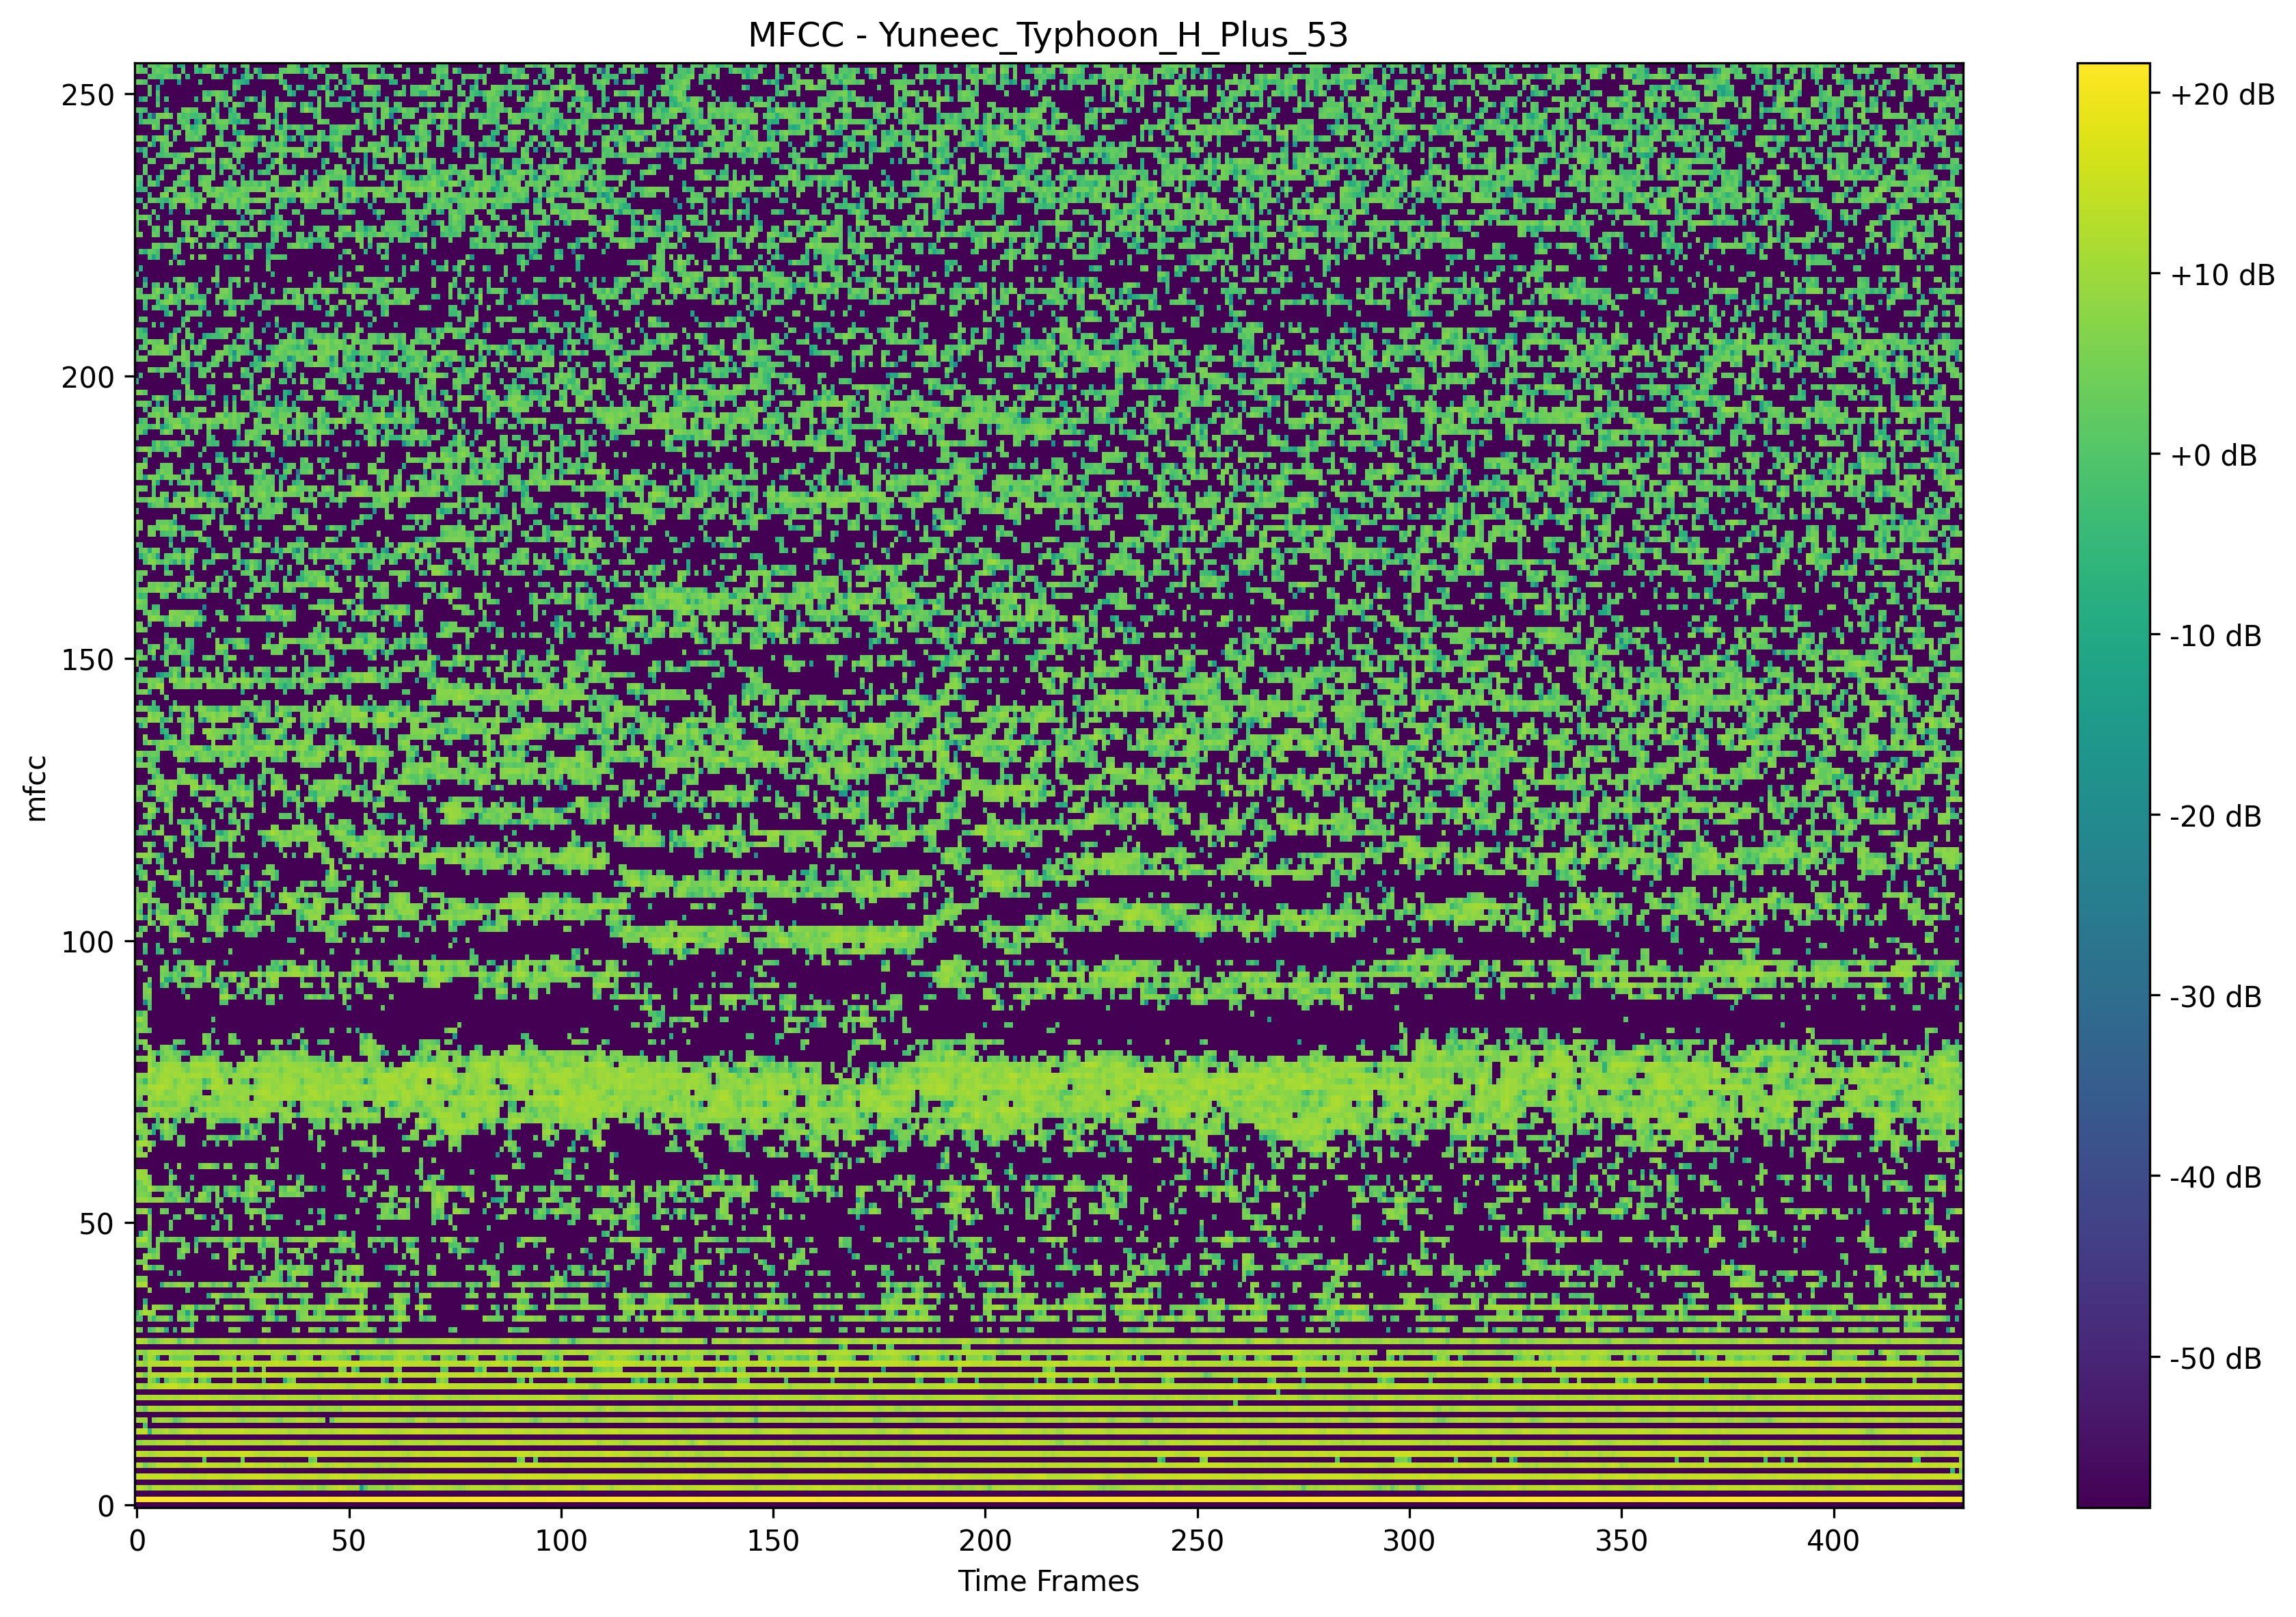 MFCC - Yuneec_Typhoon_H_Plus_53
mfcc
250
200
150
100
50
0
0 50 100 150 200 250 300 350 400
Time Frames
+20 dB
+10 dB
+0 dB
-10 dB
-20 dB
-30 dB
-40 dB
-50 dB